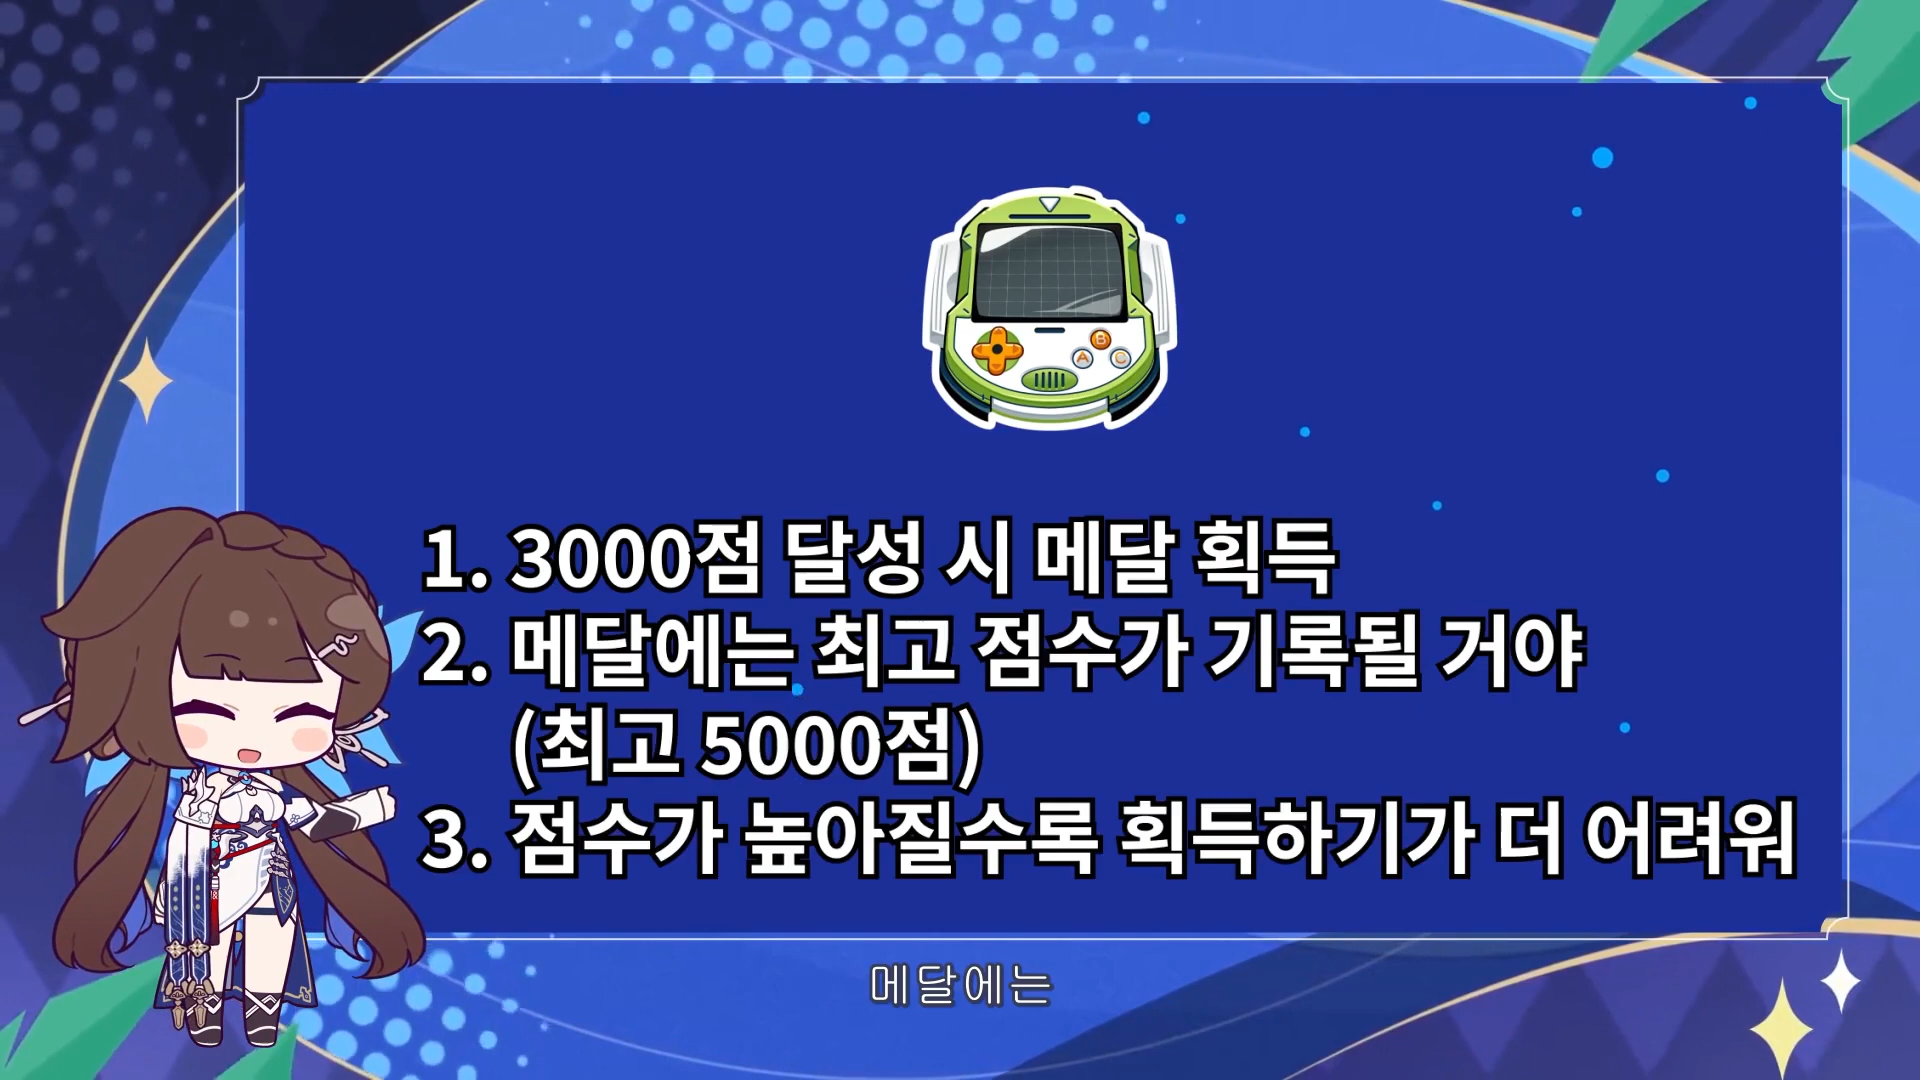 B
A
C
1. 3000점 달성 시 메달 획득
2. 메달에는 최고 점수가 기록될 거야
(최고 5000점)
3. 점수가 높아질수록 획득하기가 더 어려워
메달에는